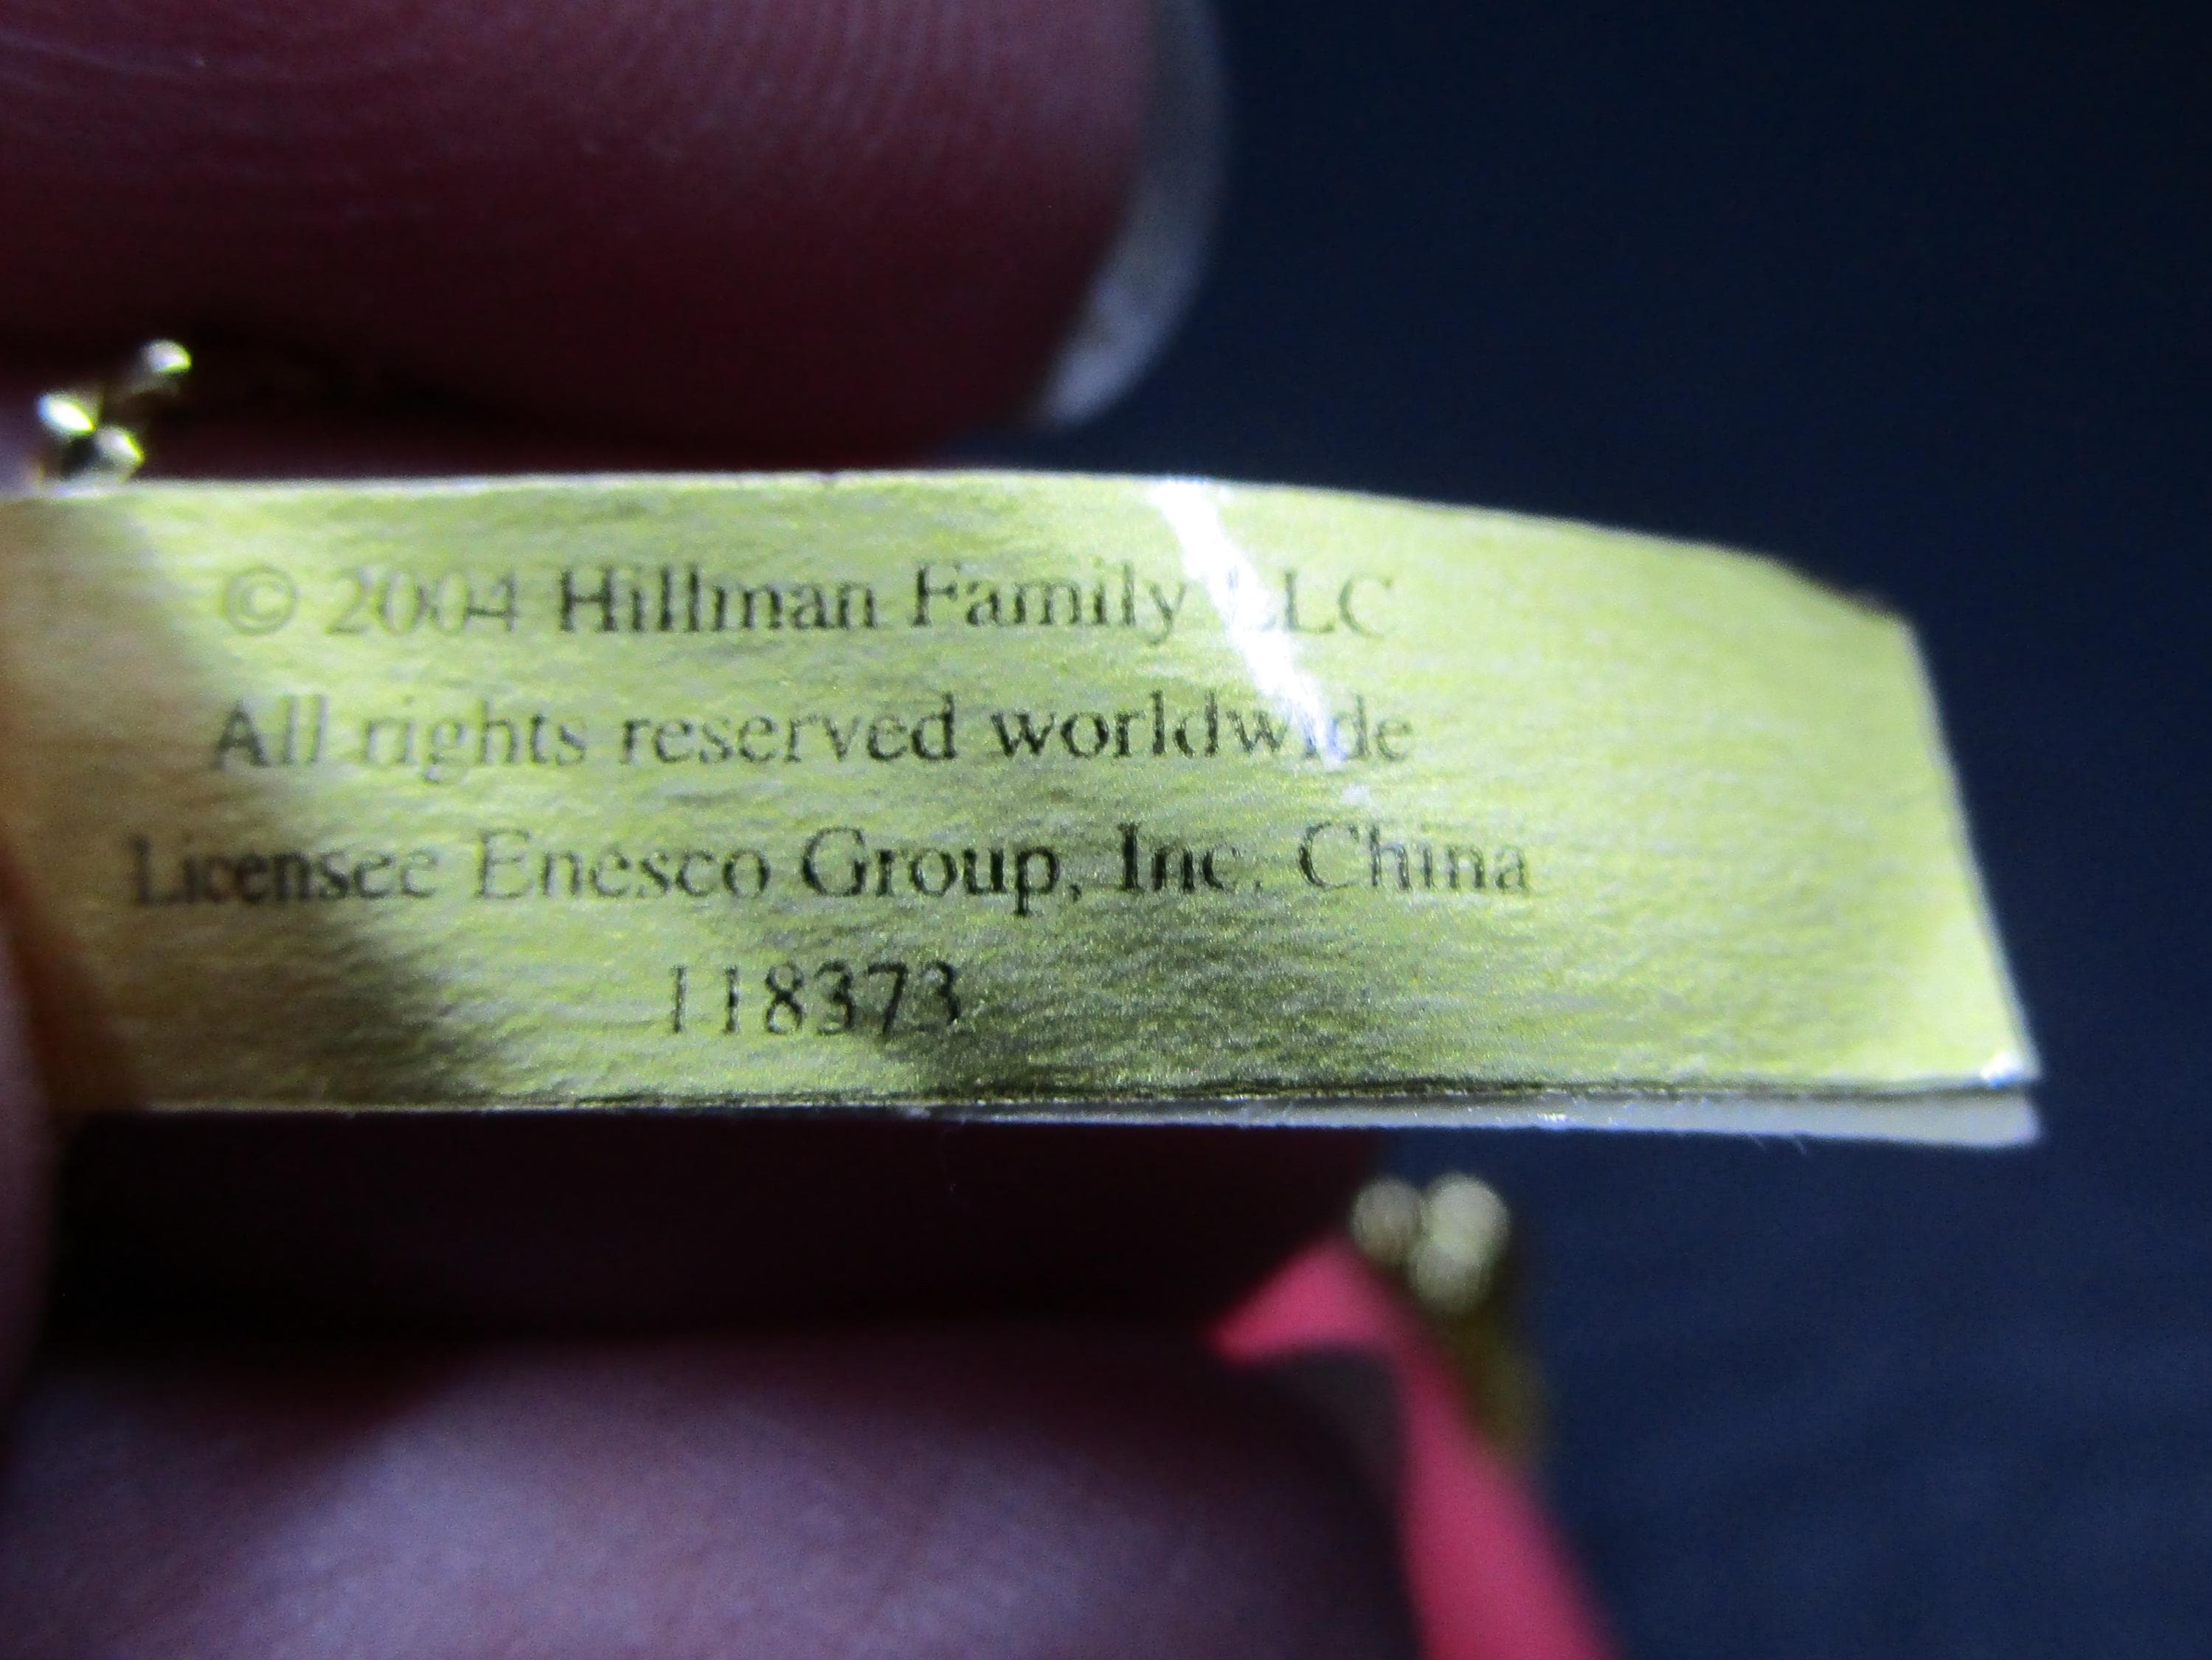 © 2004 Hillman Family LLC
All rights reserved worldwide
Licensee Enesco Group, Inc. China
118373